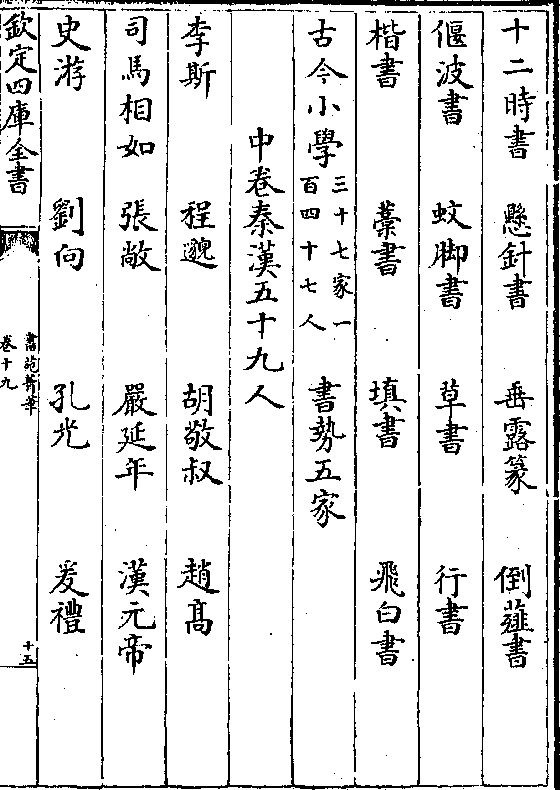 十二時書　懸針書　垂露篆　倒薤書
偃波書　蚊脚書　草書　行書
楷書　藁書　填書　飛白書
古今小學三十七家一百四十七人　書勢五家
中卷秦漢五十九人
李斯　程邈　胡敬叔　趙高
司馬相如　張敞　嚴延年　漢元帝
史游　劉向　孔光　爰禮
欽定四庫全書　書苑菁華卷十九　十五